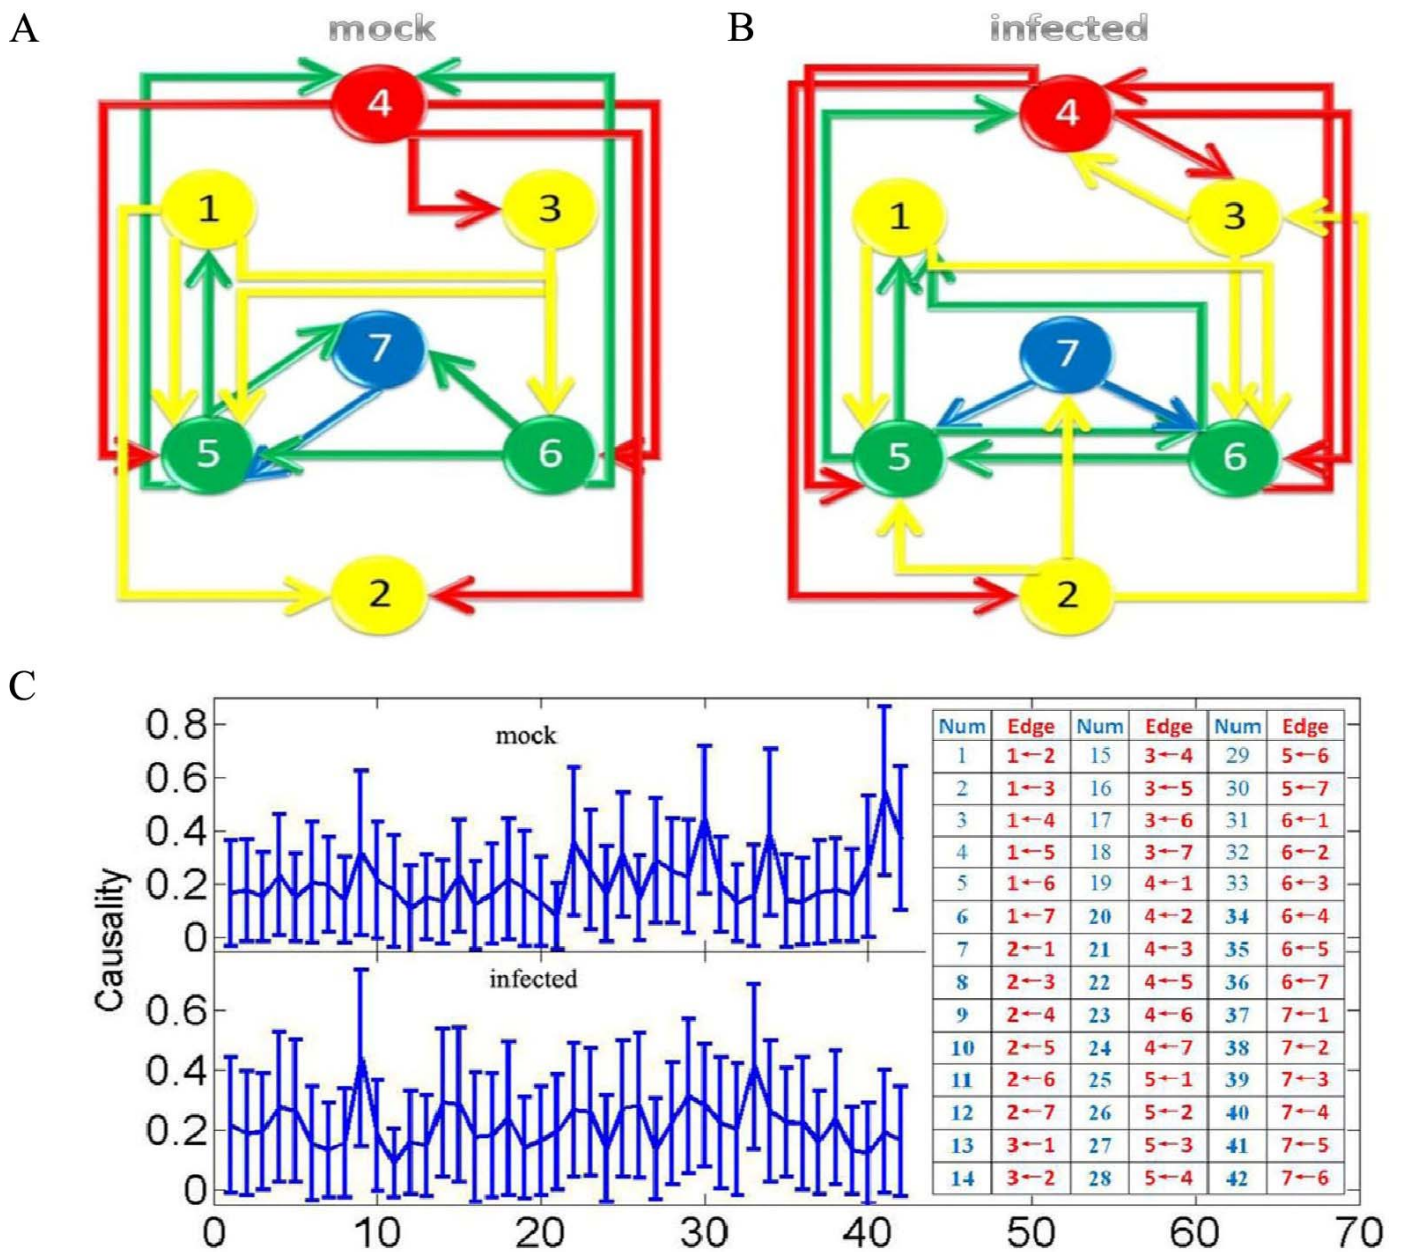 A mock
4
1 3
7
5 6
2
B infected
4
1 3
7
5 6
2
C
Causality
0.8
0.6
0.4
0.2
0
mock
0.6
0.4
0.2
0
infected
0 10 20 30 40 50 60 70
Num Edge Num Edge Num Edge
1 1←2 15 3←4 29 5←6
2 1←3 16 3←5 30 5←7
3 1←4 17 3←6 31 6←1
4 1←5 18 3←7 32 6←2
5 1←6 19 4←1 33 6←3
6 1←7 20 4←2 34 6←4
7 2←1 21 4←3 35 6←5
8 2←3 22 4←5 36 6←7
9 2←4 23 4←6 37 7←1
10 2←5 24 4←7 38 7←2
11 2←6 25 5←1 39 7←3
12 2←7 26 5←2 40 7←4
13 3←1 27 5←3 41 7←5
14 3←2 28 5←4 42 7←6